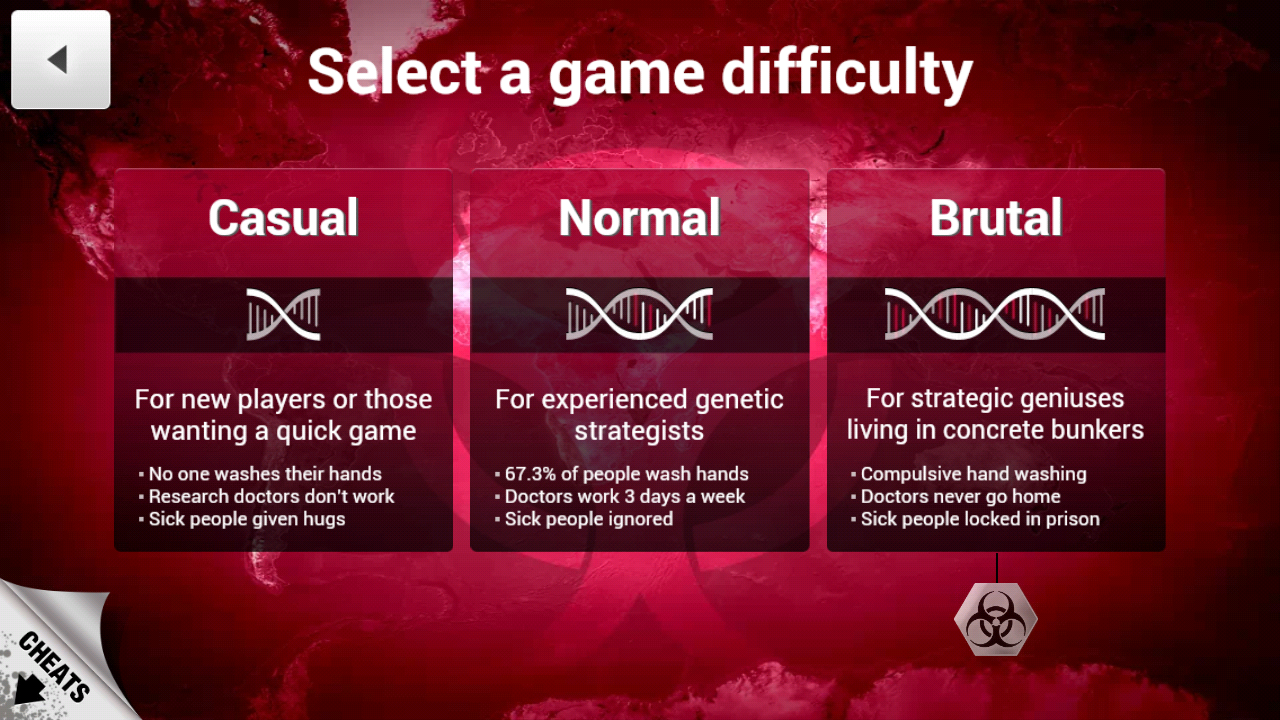 Select a game difficulty
Casual
For new players or those
wanting a quick game
▪ No one washes their hands
▪ Research doctors don't work
▪ Sick people given hugs
Normal
For experienced genetic
strategists
▪ 67.3% of people wash hands
▪ Doctors work 3 days a week
▪ Sick people ignored
Brutal
For strategic geniuses
living in concrete bunkers
▪ Compulsive hand washing
▪ Doctors never go home
▪ Sick people locked in prison
CHEATS